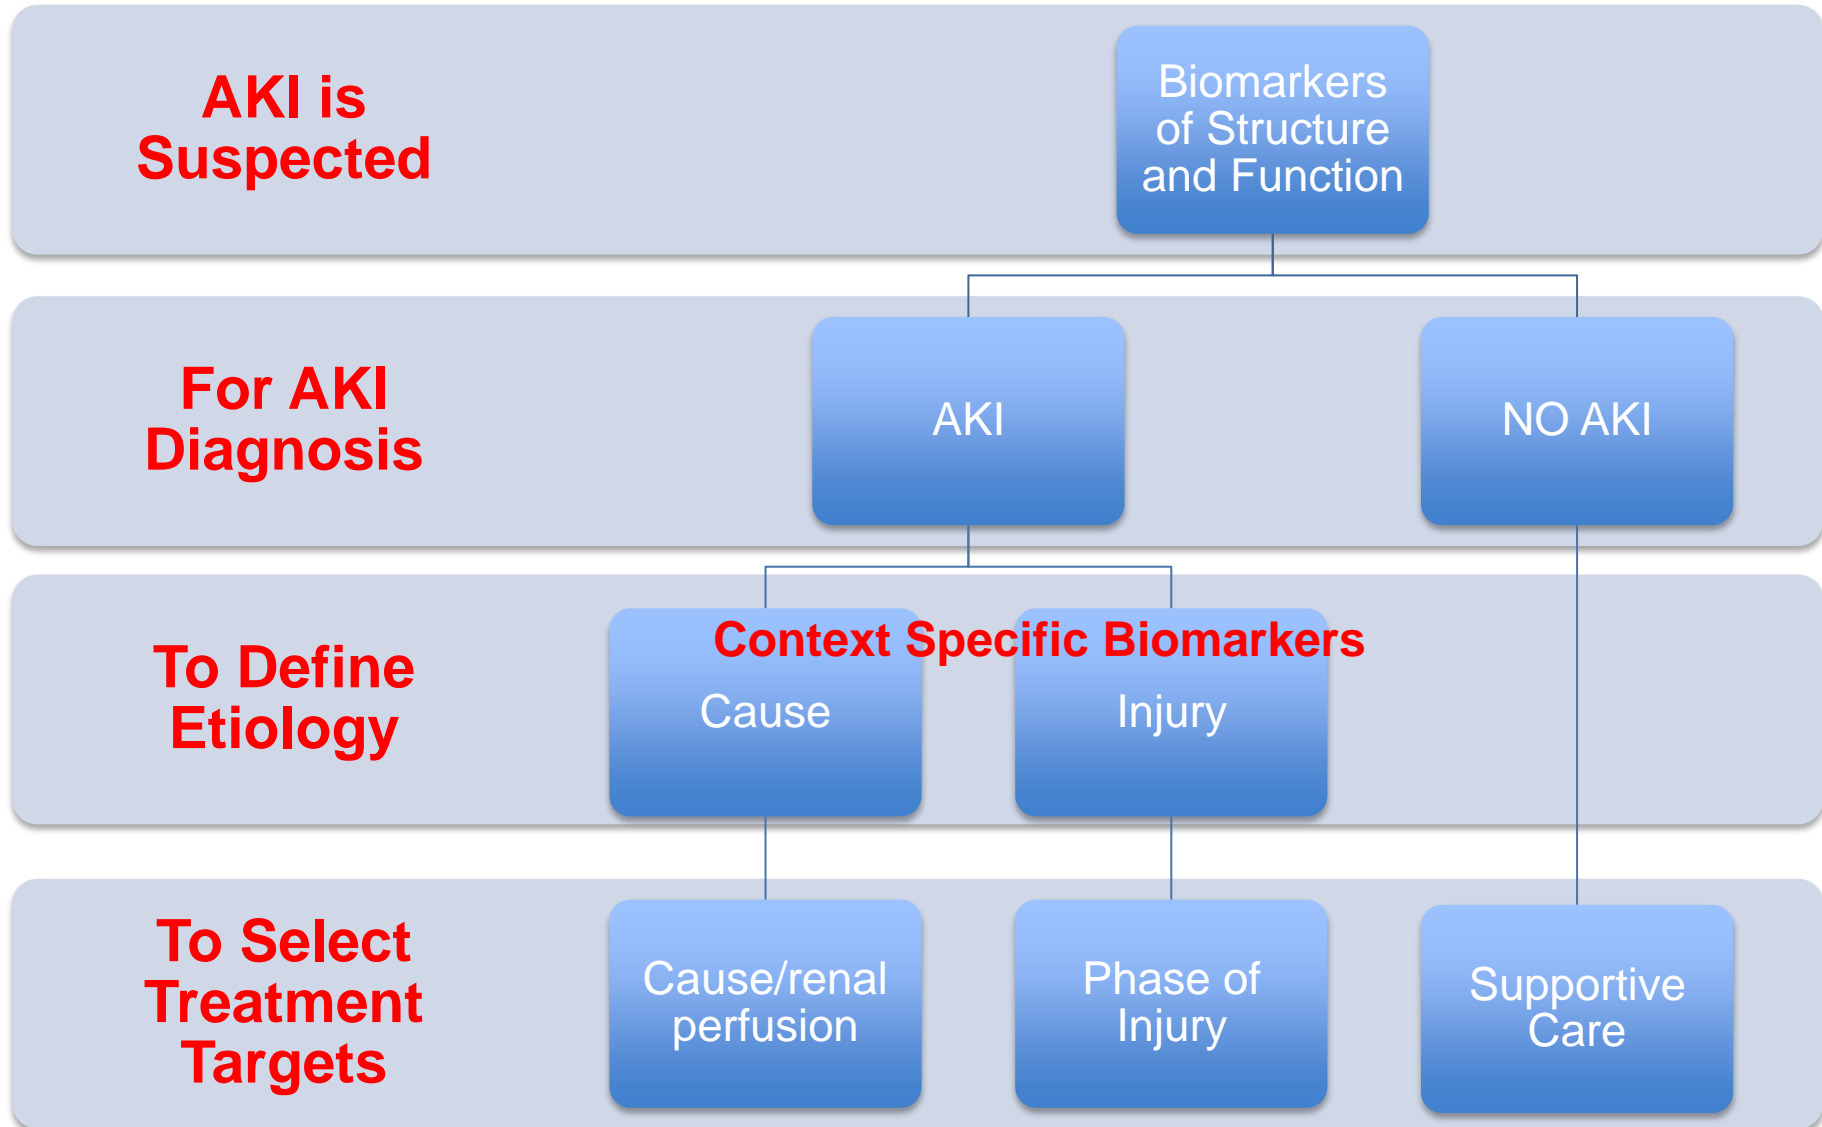 AKI is
Suspected
Biomarkers
of Structure
and Function
For AKI
Diagnosis
AKI
NO AKI
To Define
Etiology
Context Specific Biomarkers
Cause
Injury
To Select
Treatment
Targets
Cause/renal
perfusion
Phase of
Injury
Supportive
Care